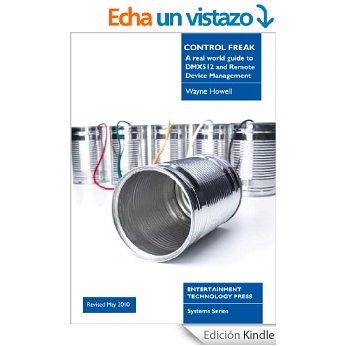 Echa un vistazo
CONTROL FREAK
A real world guide to
DMX512 and Remote
Device Management
Wayne Howell
ENTERTAINMENT
TECHNOLOGY PRESS
Revised May 2010
Systems Series
Edición Kindle